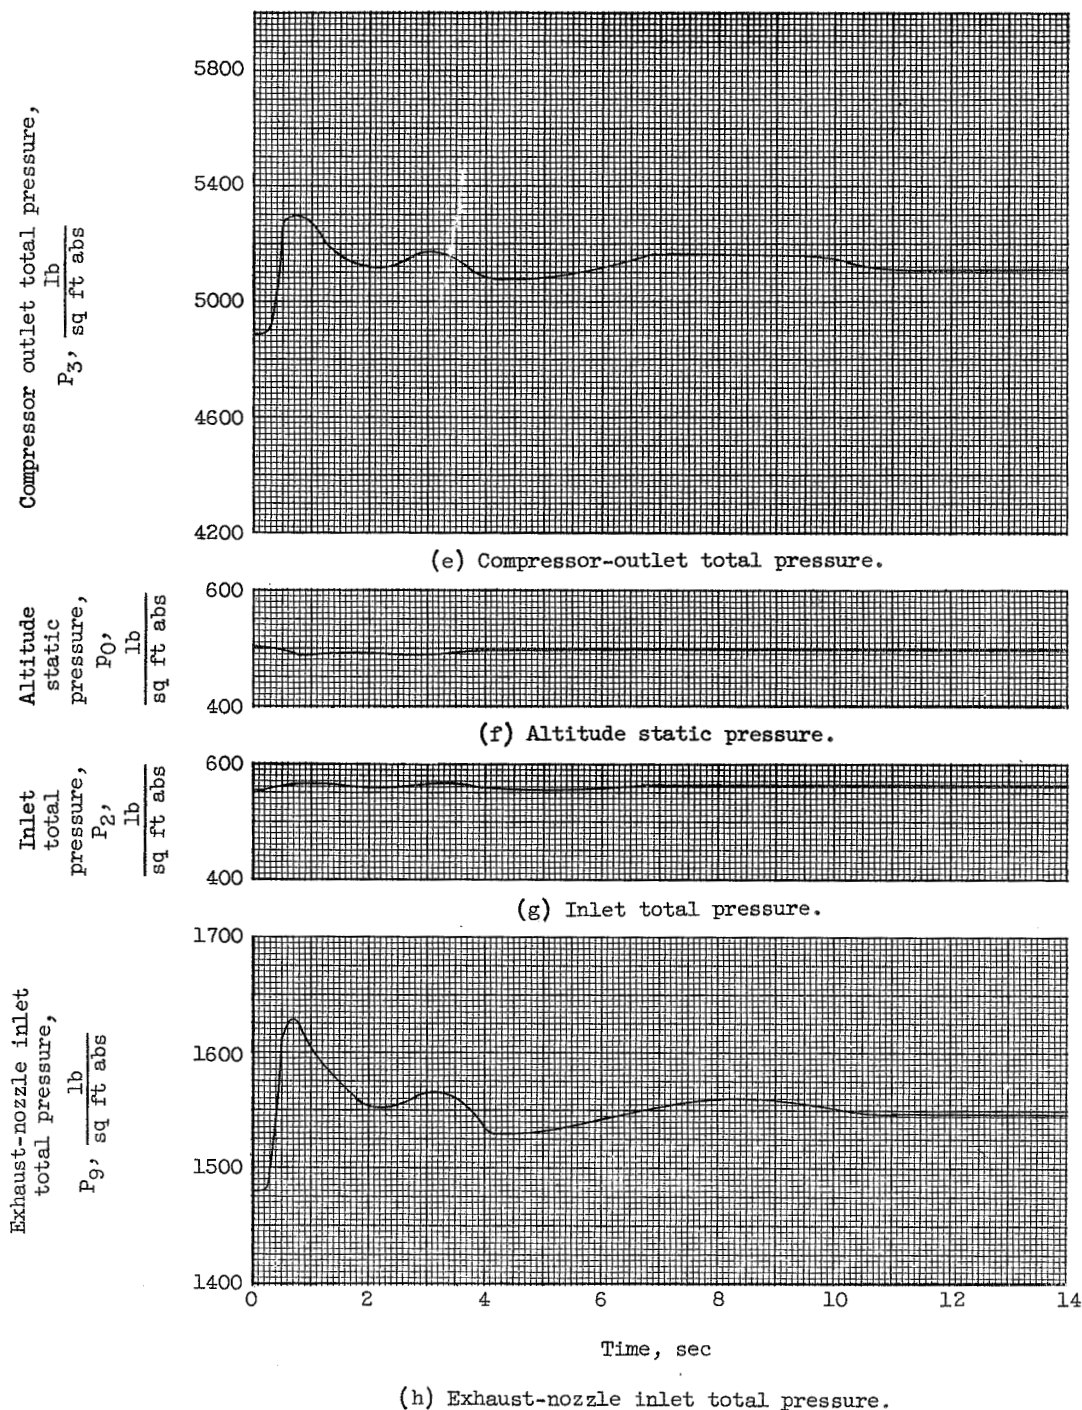 Compressor outlet total pressure,
P3, lb
sq ft abs
5800
5400
5000
4600
4200
(e) Compressor-outlet total pressure.
Altitude
static
pressure,
p0,
lb
sq ft abs
600
400
(f) Altitude static pressure.
Inlet
total
pressure,
P2,
lb
sq ft abs
600
400
(g) Inlet total pressure.
Exhaust-nozzle inlet
total pressure,
P9, lb
sq ft abs
1700
1600
1500
1400
0 2 4 6 8 10 12 14
Time, sec
(h) Exhaust-nozzle inlet total pressure.